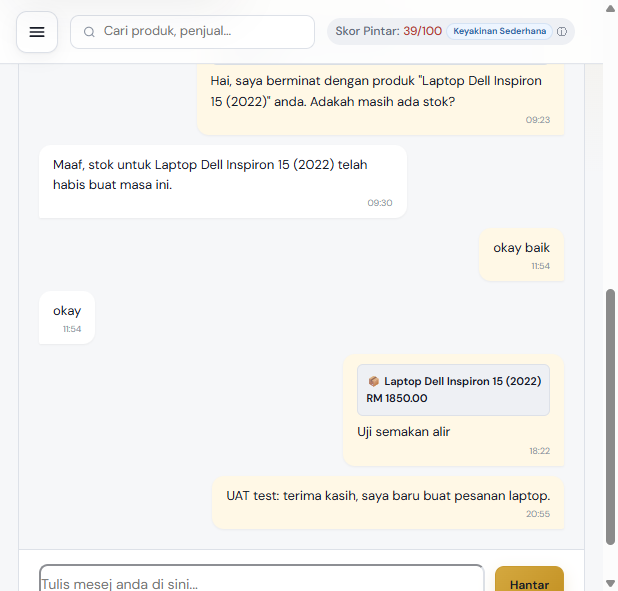 Cari produk, penjual...
Skor Pintar: 39/100 Keyakinan Sederhana
Hai, saya berminat dengan produk "Laptop Dell Inspiron
15 (2022)" anda. Adakah masih ada stok?
09:23
Maaf, stok untuk Laptop Dell Inspiron 15 (2022) telah
habis buat masa ini.
09:30
okay baik
11:54
okay
11:54
Laptop Dell Inspiron 15 (2022)
RM 1850.00
Uji semakan alir
18:22
UAT test: terima kasih, saya baru buat pesanan laptop.
20:55
Tulis mesej anda di sini...
Hantar